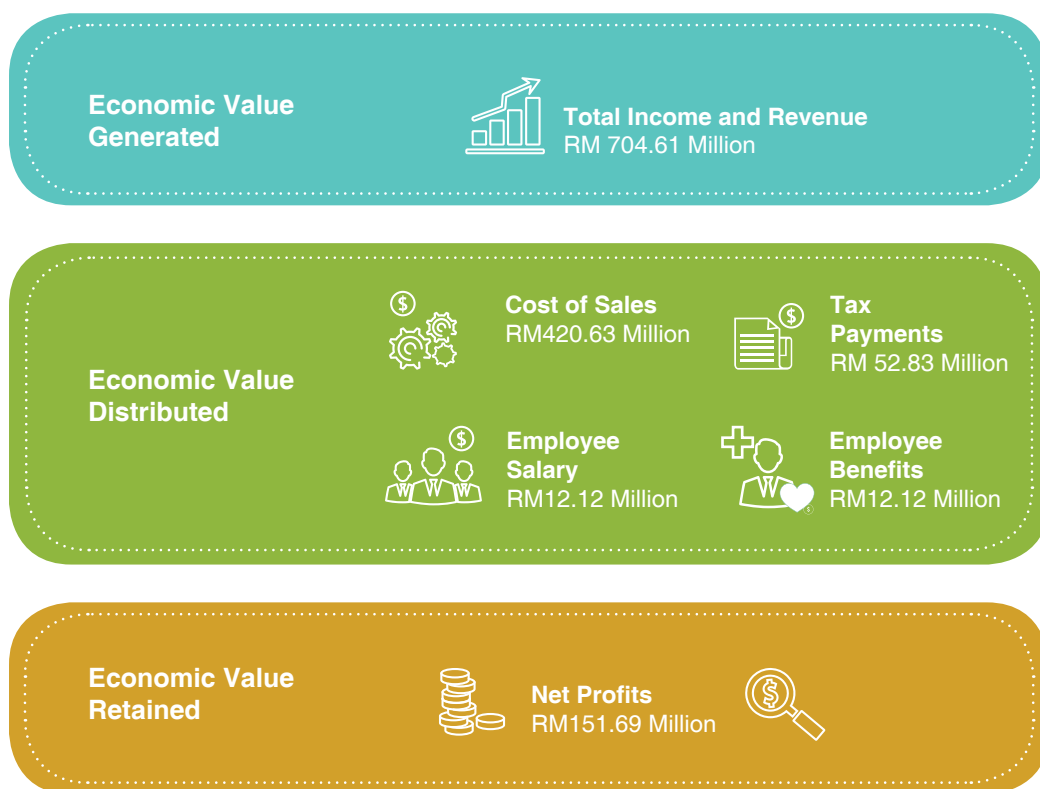 Economic Value
Generated
Total Income and Revenue
RM 704.61 Million
Economic Value
Distributed
Cost of Sales
RM420.63 Million
Tax
Payments
RM 52.83 Million
Employee
Salary
RM12.12 Million
Employee
Benefits
RM12.12 Million
Economic Value
Retained
Net Profits
RM151.69 Million